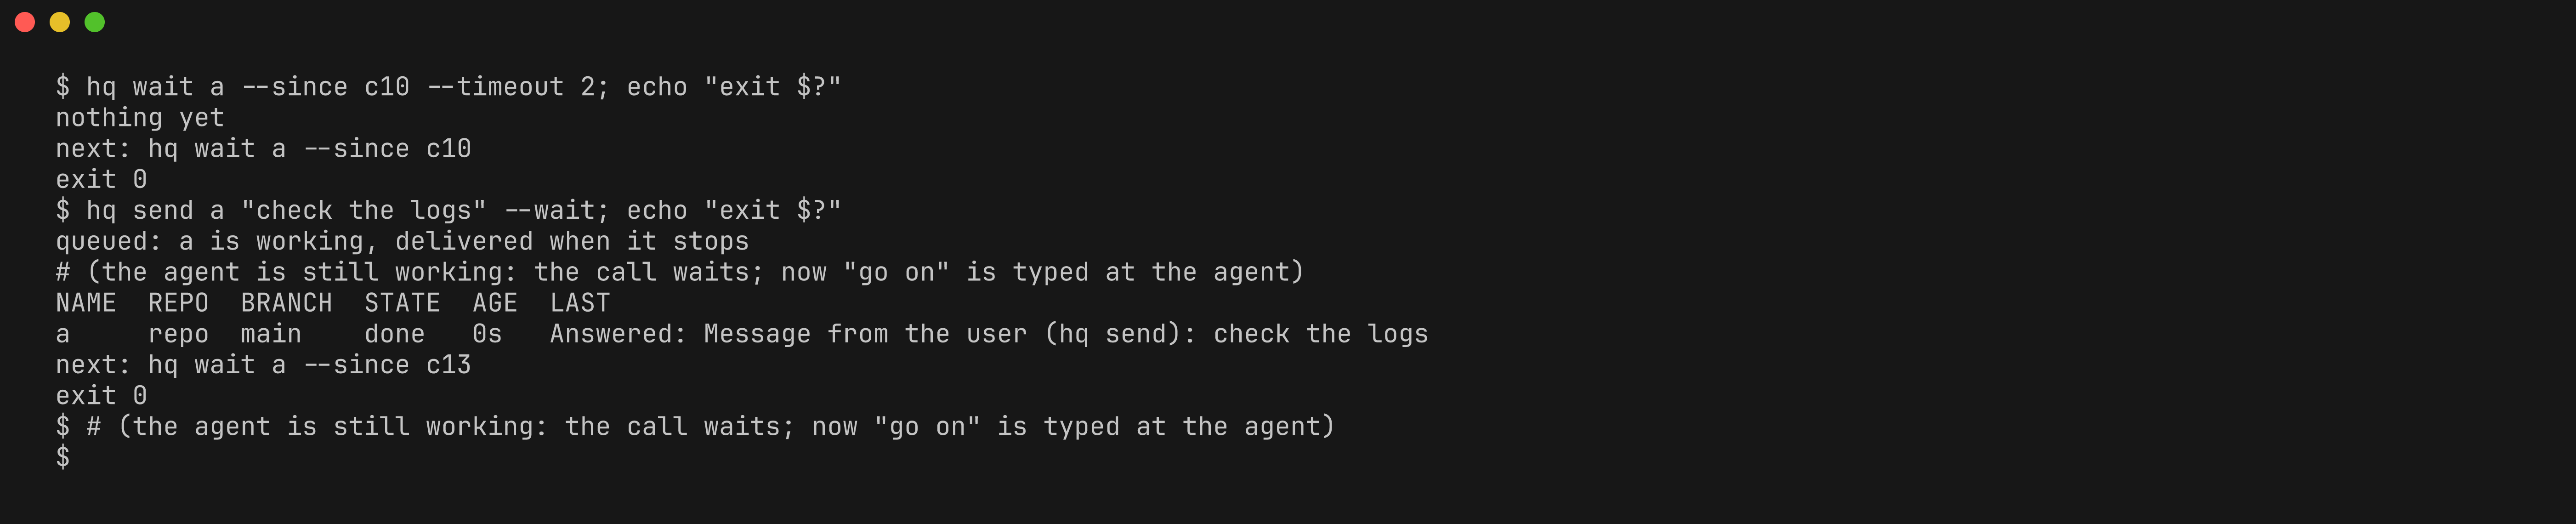 $ hq wait a --since c10 --timeout 2; echo "exit $?"
nothing yet
next: hq wait a --since c10
exit 0
$ hq send a "check the logs" --wait; echo "exit $?"
queued: a is working, delivered when it stops
# (the agent is still working: the call waits; now "go on" is typed at the agent)
NAME  REPO  BRANCH  STATE  AGE  LAST
a     repo  main    done   0s   Answered: Message from the user (hq send): check the logs
next: hq wait a --since c13
exit 0
$ # (the agent is still working: the call waits; now "go on" is typed at the agent)
$